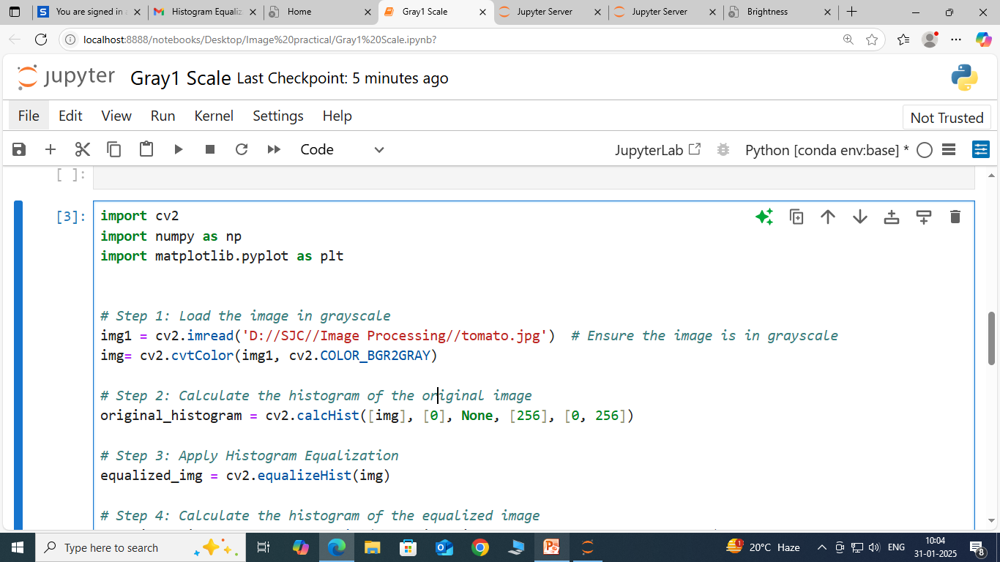 You are signed in a
Histogram Equaliz
Home
Gray1 Scale
Jupyter Server
Jupyter Server
Brightness
localhost:8888/notebooks/Desktop/Image%20practical/Gray1%20Scale.ipynb?
jupyter Gray1 Scale Last Checkpoint: 5 minutes ago
File Edit View Run Kernel Settings Help Not Trusted
Code JupyterLab Python [conda env:base] *
[ ]:
[3]: import cv2
import numpy as np
import matplotlib.pyplot as plt
# Step 1: Load the image in grayscale
img1 = cv2.imread('D://SJC//Image Processing//tomato.jpg')  # Ensure the image is in grayscale
img= cv2.cvtColor(img1, cv2.COLOR_BGR2GRAY)
# Step 2: Calculate the histogram of the original image
original_histogram = cv2.calcHist([img], [0], None, [256], [0, 256])
# Step 3: Apply Histogram Equalization
equalized_img = cv2.equalizeHist(img)
# Step 4: Calculate the histogram of the equalized image
Type here to search
1
20°C Haze
ENG
10:04
31-01-2025
8